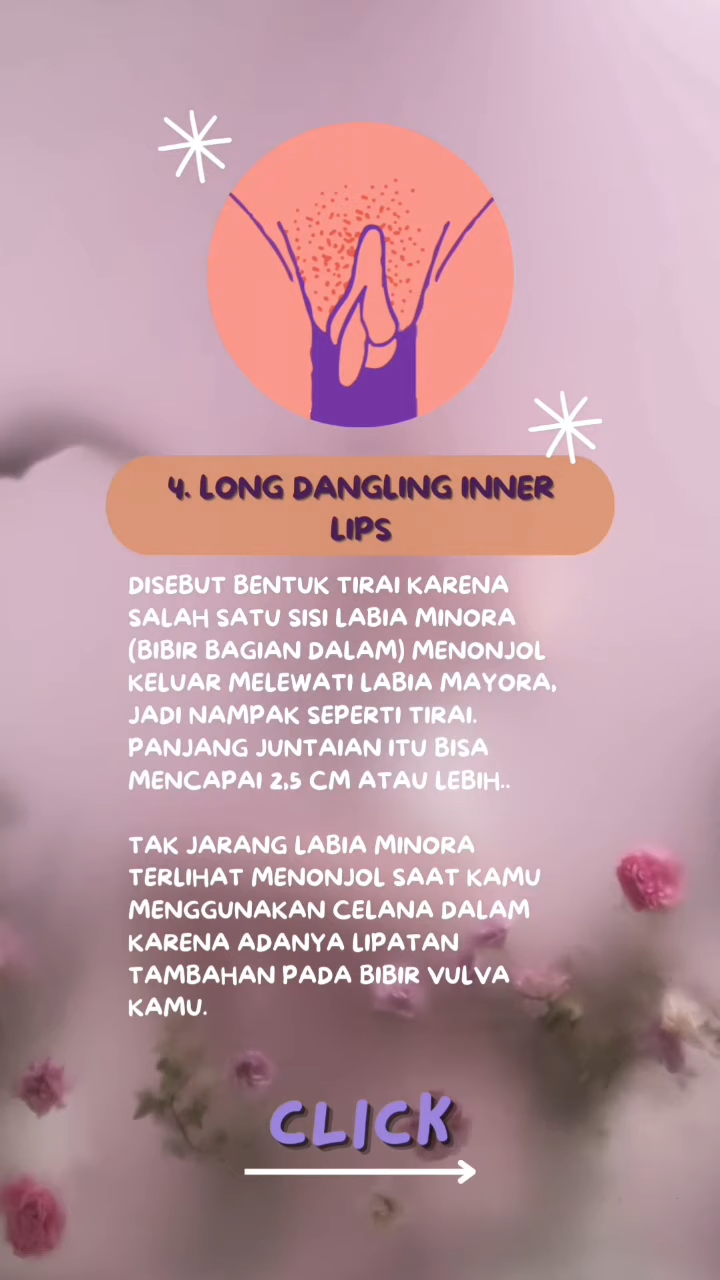 4. LONG DANGLING INNER
LIPS
DISEBUT BENTUK TIRAI KARENA
SALAH SATU SISI LABIA MINORA
(BIBIR BAGIAN DALAM) MENONJOL
KELUAR MELEWATI LABIA MAYORA,
JADI NAMPAK SEPERTI TIRAI.
PANJANG JUNTAIAN ITU BISA
MENCAPAI 2,5 CM ATAU LEBIH..
TAK JARANG LABIA MINORA
TERLIHAT MENONJOL SAAT KAMU
MENGGUNAKAN CELANA DALAM
KARENA ADANYA LIPATAN
TAMBAHAN PADA BIBIR VULVA
KAMU.
CLICK